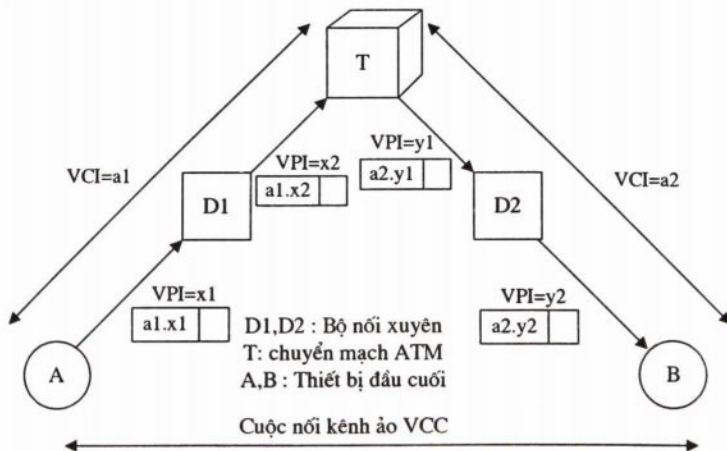 T
VCI=a1
VPI=x2
a1.x2
VPI=y1
a2.y1
VCI=a2
D1
D2
VPI=x1
a1.x1
VPI=y2
a2.y2
D1,D2 : Bộ nối xuyên
T: chuyển mạch ATM
A,B : Thiết bị đầu cuối
A
B
Cuộc nối kênh ảo VCC